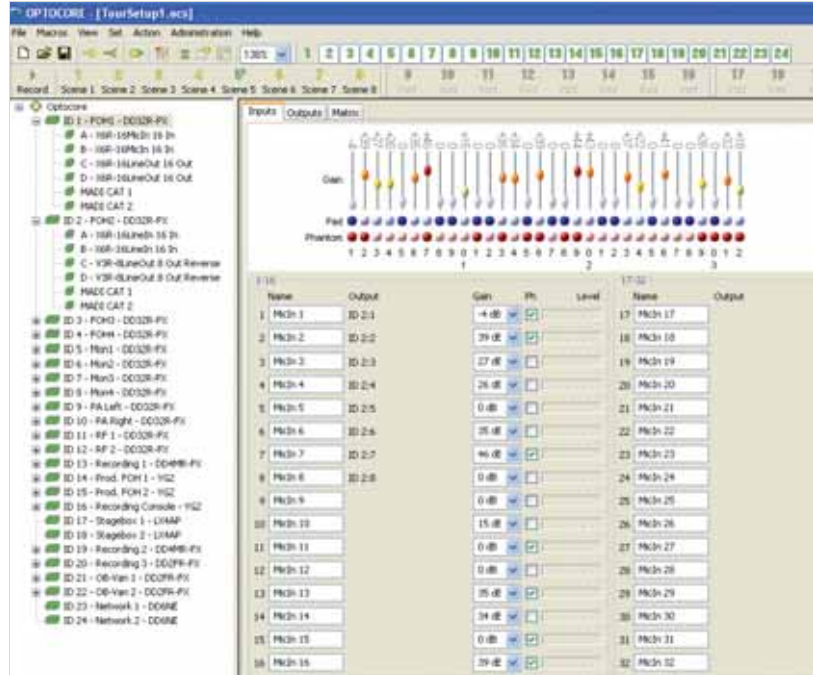 OPTOCORE - [TourSetup1.ocs]
File Macros View Set Action Administration Help
1 2 3 4 5 6 7 8 9 10 11 12 13 14 15 16 17 18 19 20 21 22 23 24
9 10 11 12 13 14 15 16 17 18
Record Scene 1 Scene 2 Scene 3 Scene 4 Scene 5 Scene 6 Scene 7 Scene 8
Optocore
ID 1 - FOH1 - DD32R-FX
A - X6R-16MicIn 16 In
B - X6R-16MicIn 16 In
C - X6R-16LineOut 16 Out
D - X6R-16LineOut 16 Out
MADI CAT 1
MADI CAT 2
ID 2 - FOH2 - DD32R-FX
A - X6R-16LineIn 16 In
B - X6R-16LineIn 16 In
C - V3R-8LineOut 8 Out Reverse
D - V3R-8LineOut 8 Out Reverse
MADI CAT 1
MADI CAT 2
ID 3 - FOH3 - DD32R-FX
ID 4 - FOH4 - DD32R-FX
ID 5 - Mon1 - DD32R-FX
ID 6 - Mon2 - DD32R-FX
ID 7 - Mon3 - DD32R-FX
ID 8 - Mon4 - DD32R-FX
ID 9 - PA Left - DD32R-FX
ID 10 - PA Right - DD32R-FX
ID 11 - RF 1 - DD32R-FX
ID 12 - RF 2 - DD32R-FX
ID 13 - Recording 1 - DD4MR-FX
ID 14 - Prod. FOH 1 - YG2
ID 15 - Prod. FOH 2 - YG2
ID 16 - Recording Console - YG2
ID 17 - Stagebox 1 - LX4AP
ID 18 - Stagebox 2 - LX4AP
ID 19 - Recording 2 - DD4MR-FX
ID 20 - Recording 3 - DD2FR-FX
ID 21 - OB-Van 1 - DD2FR-FX
ID 22 - OB-Van 2 - DD2FR-FX
ID 23 - Network 1 - DD6NE
ID 24 - Network 2 - DD6NE
Inputs Outputs Matrix
Gain
Pad
Phantom
1 2 3 4 5 6 7 8 9 0 1 2 3 4 5 6 7 8 9 0 1 2 3 4 5 6 7 8 9 0 1 2
1 2 3
1-16 17-32
Name Output Gain Ph Level Name Output
1 MicIn 1 ID 2:1 -4 dB 17 MicIn 17
2 MicIn 2 ID 2:2 39 dB 18 MicIn 18
3 MicIn 3 ID 2:3 27 dB 19 MicIn 19
4 MicIn 4 ID 2:4 26 dB 20 MicIn 20
5 MicIn 5 ID 2:5 0 dB 21 MicIn 21
6 MicIn 6 ID 2:6 35 dB 22 MicIn 22
7 MicIn 7 ID 2:7 46 dB 23 MicIn 23
8 MicIn 8 ID 2:8 0 dB 24 MicIn 24
9 MicIn 9 0 dB 25 MicIn 25
10 MicIn 10 15 dB 26 MicIn 26
11 MicIn 11 0 dB 27 MicIn 27
12 MicIn 12 0 dB 28 MicIn 28
13 MicIn 13 35 dB 29 MicIn 29
14 MicIn 14 34 dB 30 MicIn 30
15 MicIn 15 0 dB 31 MicIn 31
16 MicIn 16 39 dB 32 MicIn 32